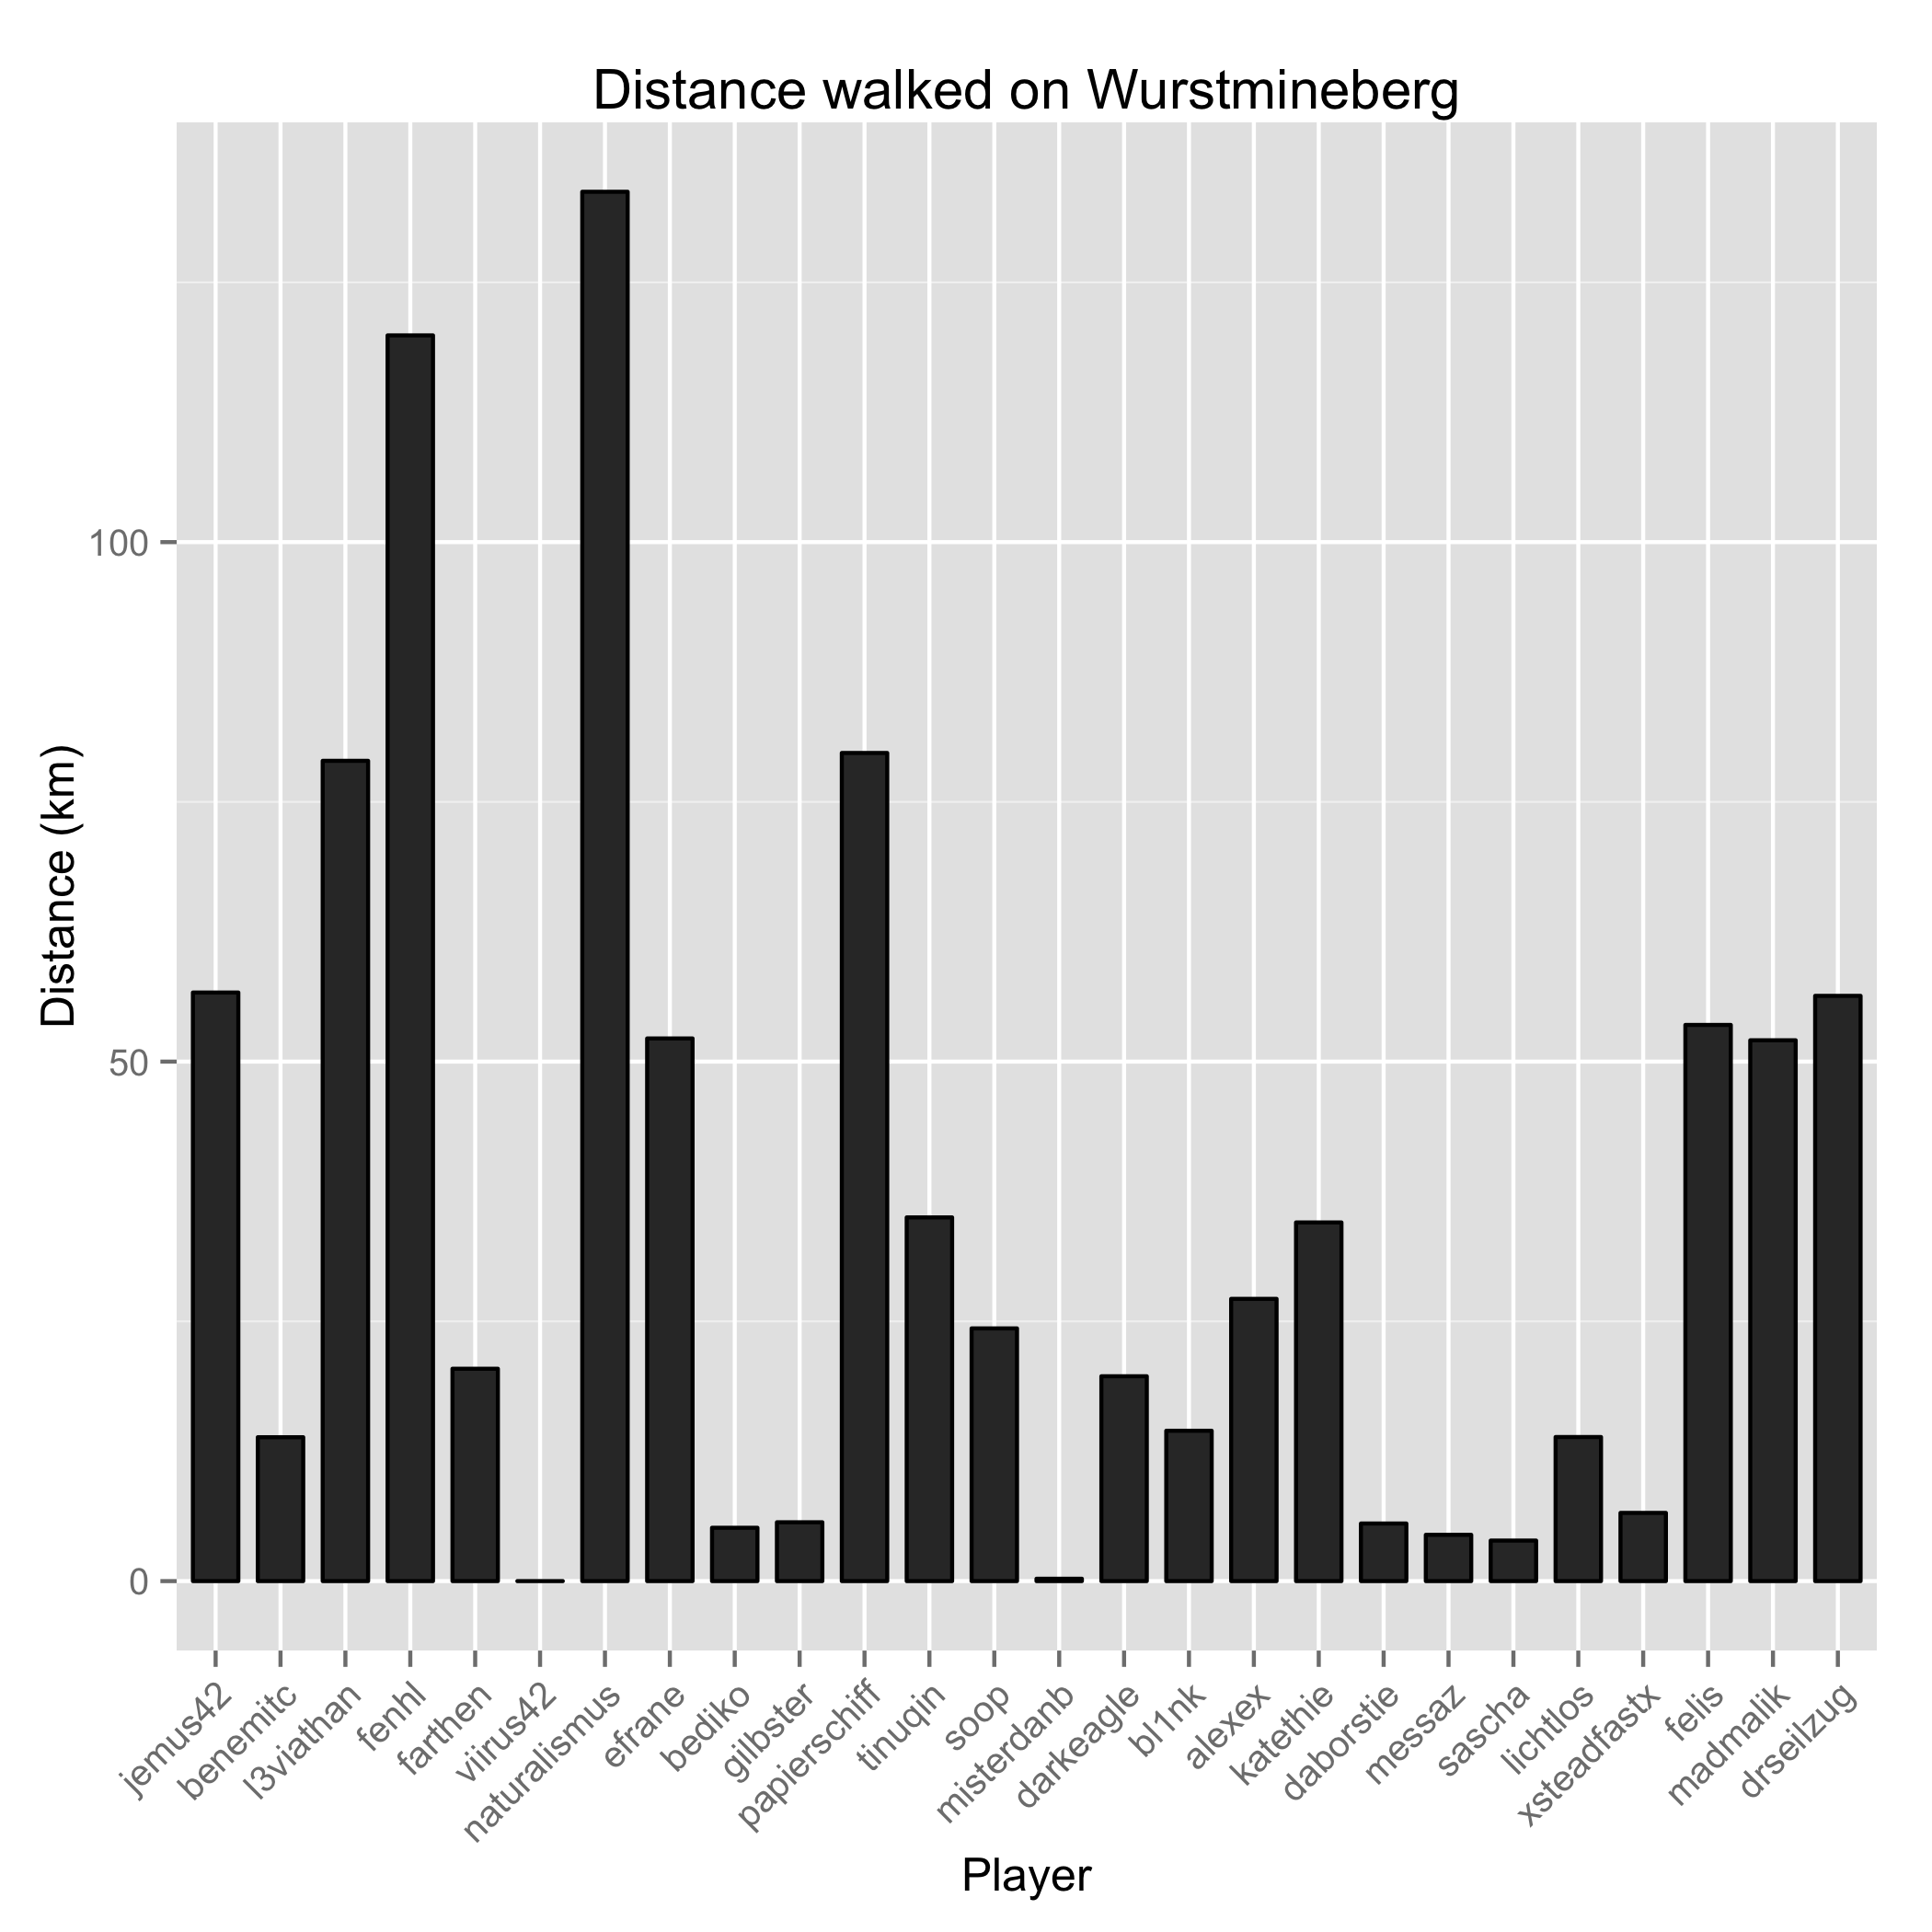 Distance walked on Wurstmineberg
Distance (km)
100
50
0
jemus42
benemitc
l3viathan
fenhl
farthen
viirus42
naturalismus
efrane
bediko
gilbster
papierschiff
tinuqin
soop
misterdanb
darkeagle
bl1nk
alexex
katethie
daborstie
messaz
sascha
lichtlos
xsteadfastx
felis
madmalik
drseilzug
Player